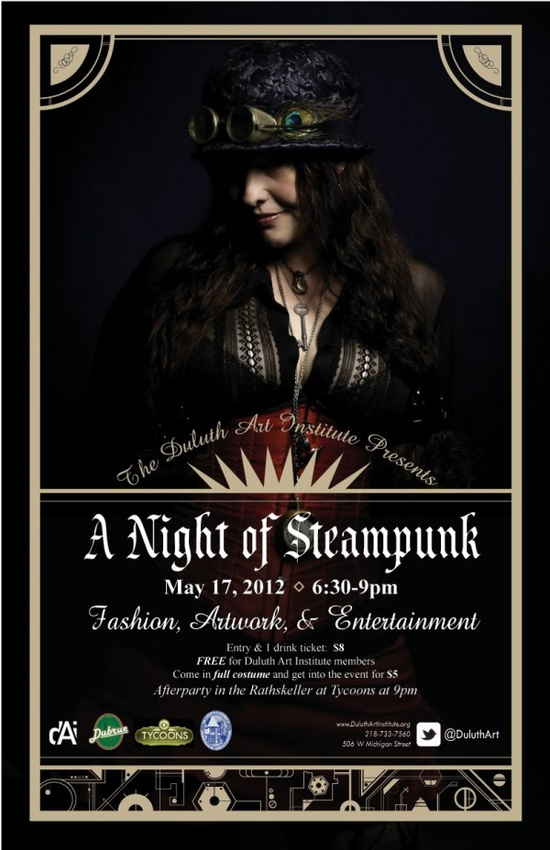 The Duluth Art Institute Presents
A Night of Steampunk
May 17, 2012 ◇ 6:30-9pm
Fashion, Artwork, & Entertainment
Entry & 1 drink ticket: $8
FREE for Duluth Art Institute members
Come in full costume and get into the event for $5
Afterparty in the Rathskeller at Tycoons at 9pm
dAi
Dubrue
TYCOONS
www.DuluthArtInstitute.org
218-733-7560
506 W Michigan Street
@DuluthArt